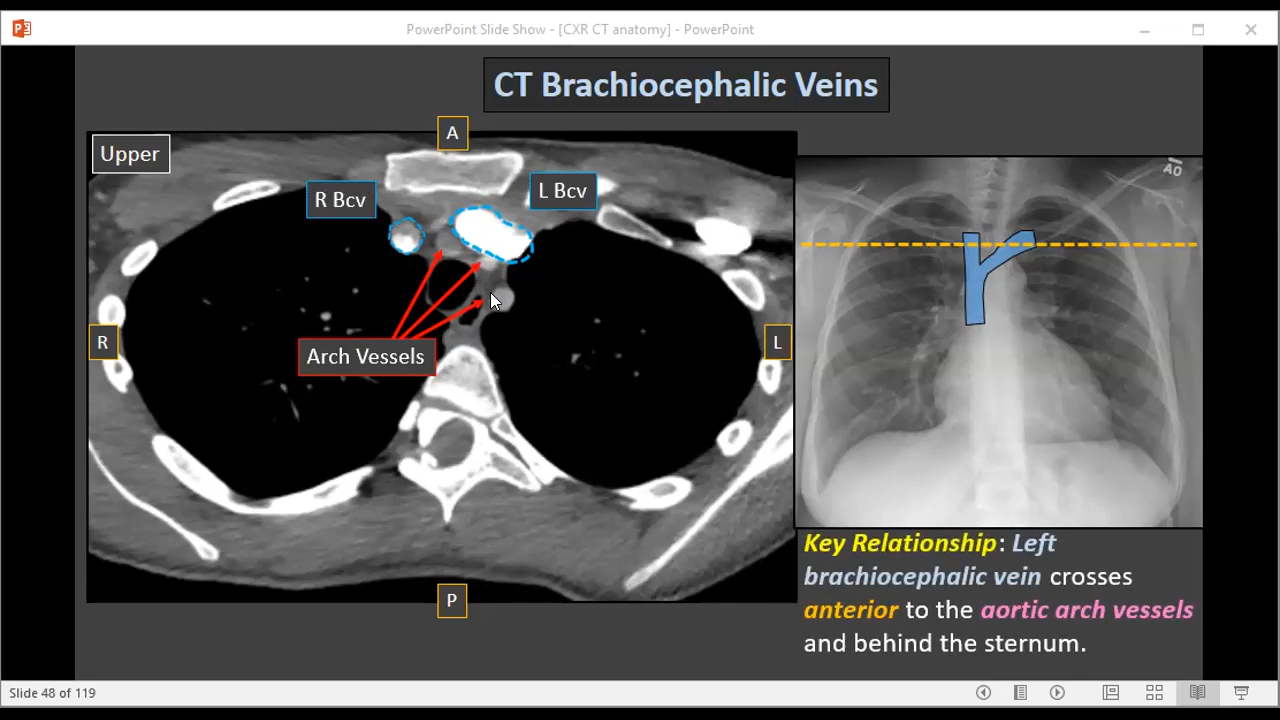 PowerPoint Slide Show - [CXR CT anatomy] - PowerPoint
CT Brachiocephalic Veins
A
Upper
R Bcv
L Bcv
AD
R
L
Arch Vessels
P
Key Relationship: Left
brachiocephalic vein crosses
anterior to the aortic arch vessels
and behind the sternum.
Slide 48 of 119